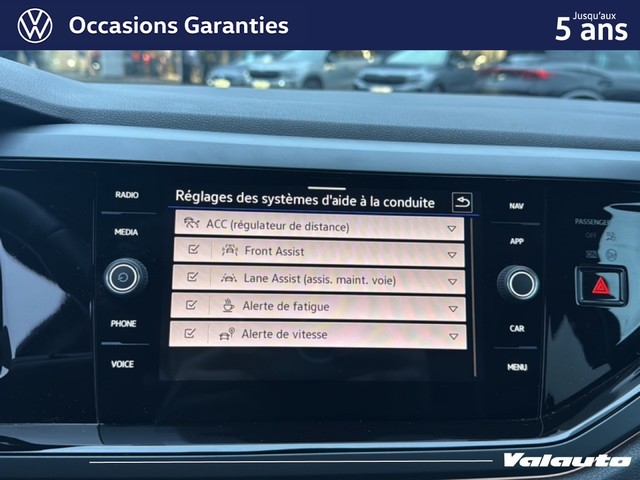 Occasions Garanties
Jusqu'aux
5 ans
RADIO
MEDIA
PHONE
VOICE
Réglages des systèmes d'aide à la conduite
ACC (régulateur de distance)
Front Assist
Lane Assist (assis. maint. voie)
Alerte de fatigue
Alerte de vitesse
NAV
APP
CAR
MENU
PASSENGER
OFF
Valauto